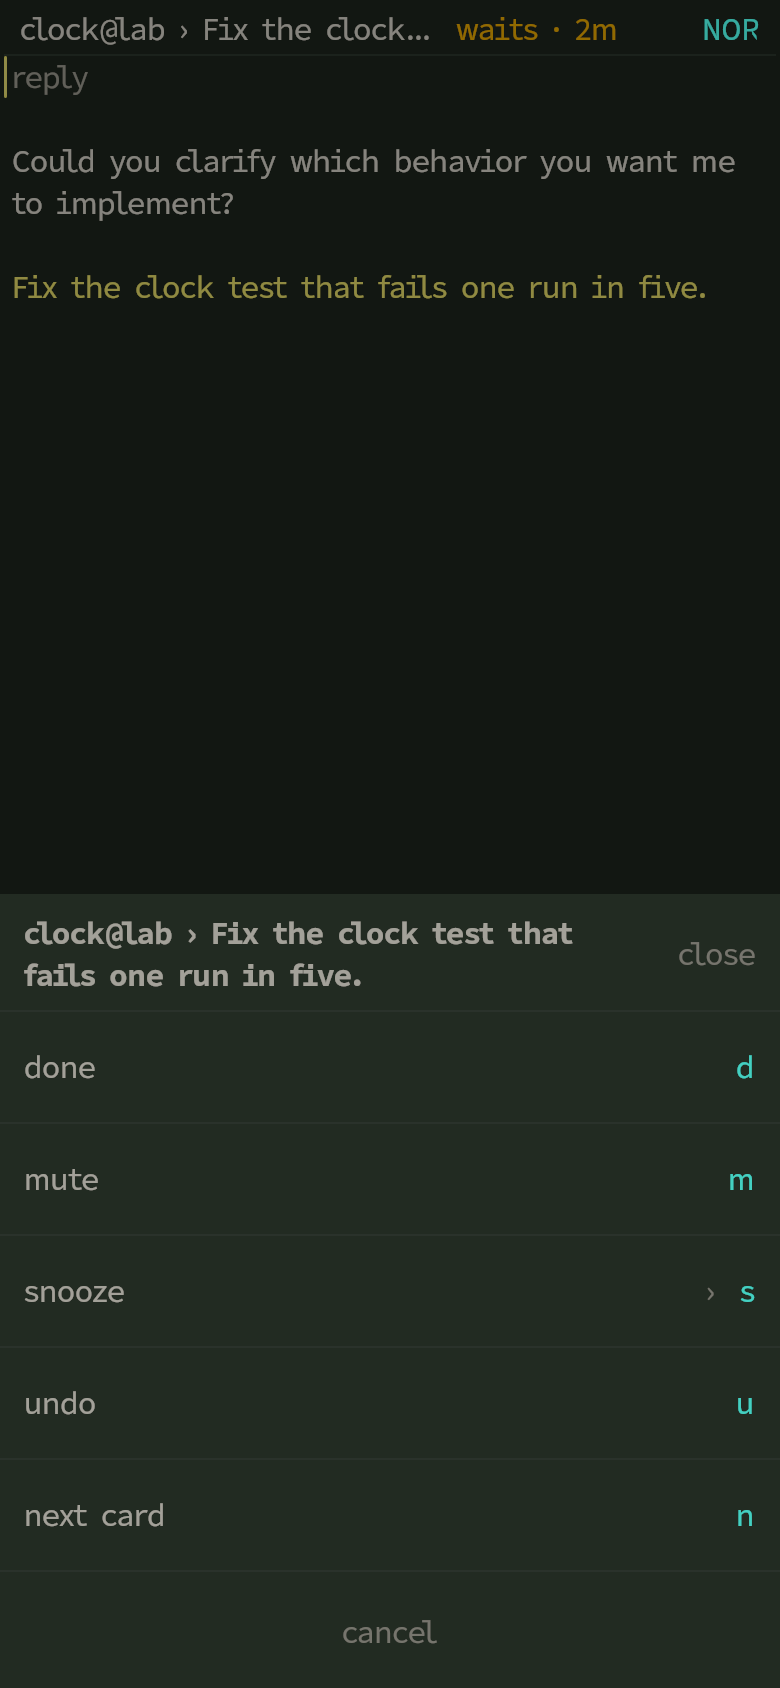 clock@lab › Fix the clock… waits · 2m NOR
reply
Could you clarify which behavior you want me
to implement?
Fix the clock test that fails one run in five.
clock@lab › Fix the clock test that
fails one run in five.
close
done d
mute m
snooze › s
undo u
next card n
cancel